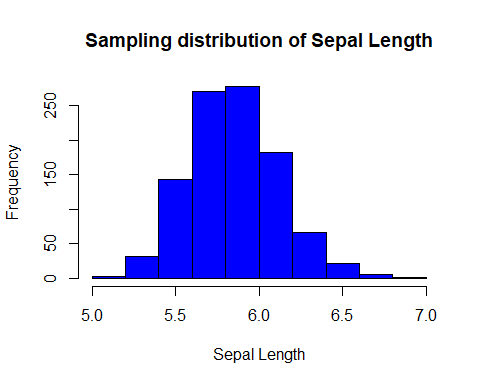 Sampling distribution of Sepal Length
Frequency
250
150
50
0
5.0 5.5 6.0 6.5 7.0
Sepal Length